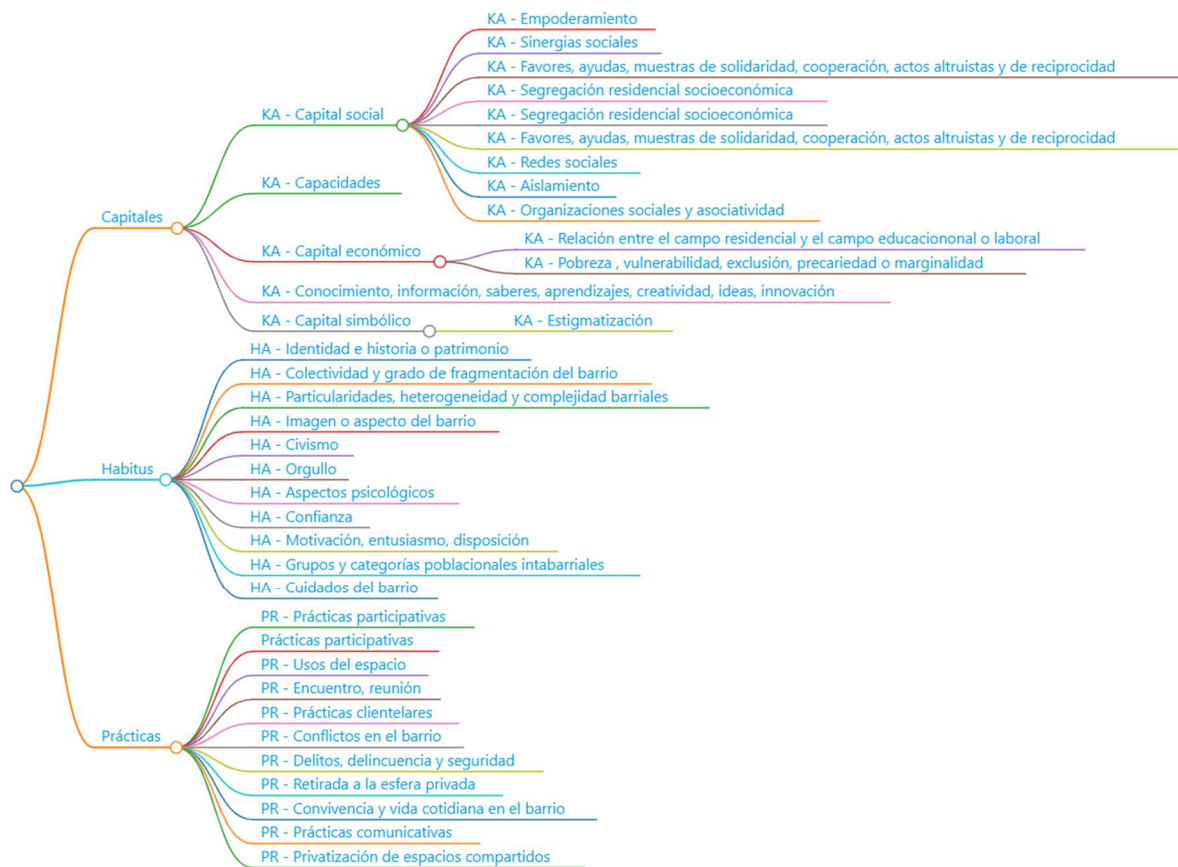 KA - Empoderamiento
KA - Sinergias sociales
KA - Favores, ayudas, muestras de solidaridad, cooperación, actos altruistas y de reciprocidad
KA - Segregación residencial socioeconómica
KA - Capital social
KA - Segregación residencial socioeconómica
KA - Favores, ayudas, muestras de solidaridad, cooperación, actos altruistas y de reciprocidad
KA - Redes sociales
KA - Capacidades
KA - Aislamiento
KA - Organizaciones sociales y asociatividad
Capitales
KA - Relación entre el campo residencial y el campo educaciononal o laboral
KA - Capital económico
KA - Pobreza , vulnerabilidad, exclusión, precariedad o marginalidad
KA - Conocimiento, información, saberes, aprendizajes, creatividad, ideas, innovación
KA - Capital simbólico
KA - Estigmatización
HA - Identidad e historia o patrimonio
HA - Colectividad y grado de fragmentación del barrio
HA - Particularidades, heterogeneidad y complejidad barriales
HA - Imagen o aspecto del barrio
HA - Civismo
Habitus
HA - Orgullo
HA - Aspectos psicológicos
HA - Confianza
HA - Motivación, entusiasmo, disposición
HA - Grupos y categorías poblacionales intabarriales
HA - Cuidados del barrio
PR - Prácticas participativas
Prácticas participativas
PR - Usos del espacio
PR - Encuentro, reunión
PR - Prácticas clientelares
Prácticas
PR - Conflictos en el barrio
PR - Delitos, delincuencia y seguridad
PR - Retirada a la esfera privada
PR - Convivencia y vida cotidiana en el barrio
PR - Prácticas comunicativas
PR - Privatización de espacios compartidos